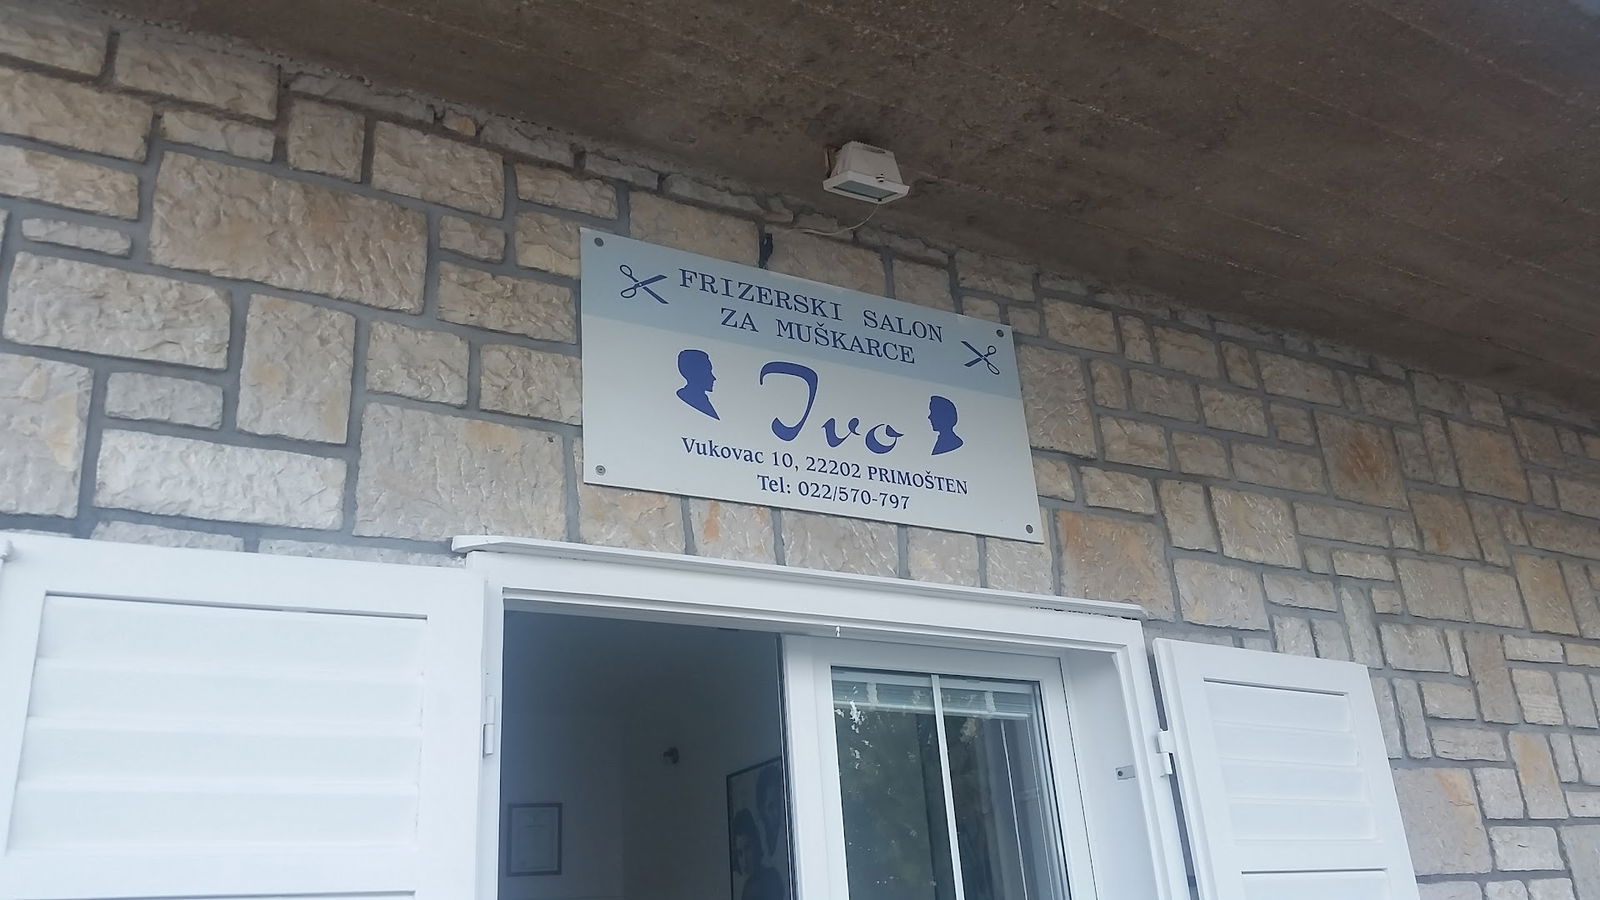 FRIZERSKI SALON
ZA MUŠKARCE
Ivo
Vukovac 10, 22202 PRIMOŠTEN
Tel: 022/570-797